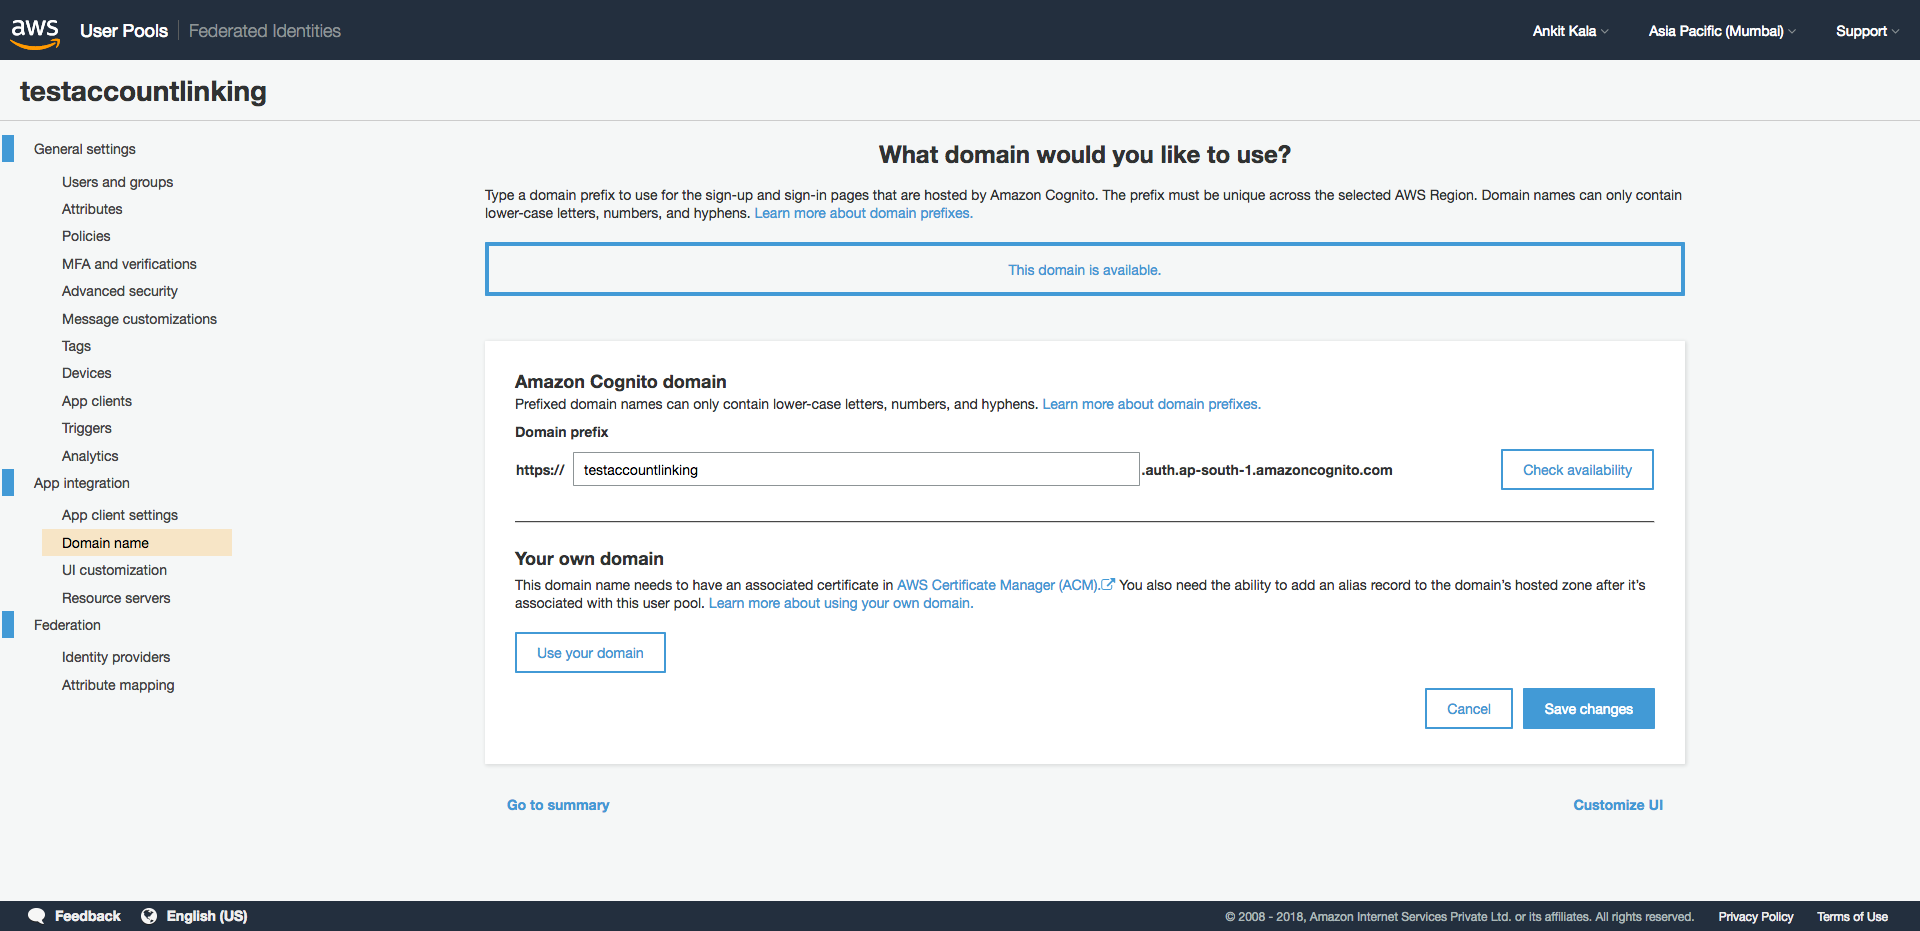 aws User Pools Federated Identities Ankit Kala Asia Pacific (Mumbai) Support
testaccountlinking
General settings
Users and groups
Attributes
Policies
MFA and verifications
Advanced security
Message customizations
Tags
Devices
App clients
Triggers
Analytics
App integration
App client settings
Domain name
UI customization
Resource servers
Federation
Identity providers
Attribute mapping
What domain would you like to use?
Type a domain prefix to use for the sign-up and sign-in pages that are hosted by Amazon Cognito. The prefix must be unique across the selected AWS Region. Domain names can only contain
lower-case letters, numbers, and hyphens. Learn more about domain prefixes.
This domain is available.
Amazon Cognito domain
Prefixed domain names can only contain lower-case letters, numbers, and hyphens. Learn more about domain prefixes.
Domain prefix
https:// testaccountlinking .auth.ap-south-1.amazoncognito.com Check availability
Your own domain
This domain name needs to have an associated certificate in AWS Certificate Manager (ACM). You also need the ability to add an alias record to the domain's hosted zone after it's
associated with this user pool. Learn more about using your own domain.
Use your domain
Cancel Save changes
Go to summary Customize UI
Feedback English (US) © 2008 - 2018, Amazon Internet Services Private Ltd. or its affiliates. All rights reserved. Privacy Policy Terms of Use